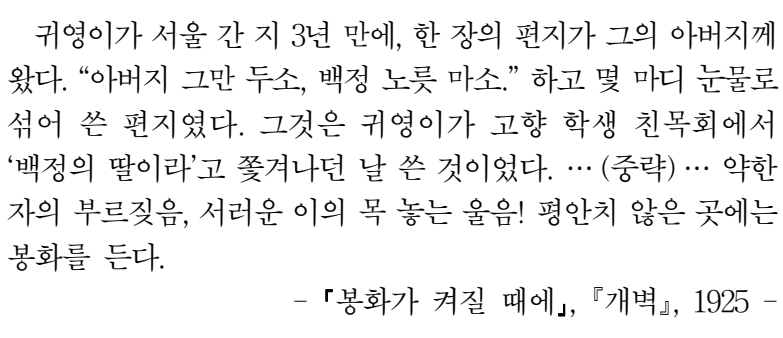 귀영이가 서울 간 지 3년 만에, 한 장의 편지가 그의 아버지께
왔다. “아버지 그만 두소, 백정 노릇 마소.” 하고 몇 마디 눈물로
섞어 쓴 편지였다. 그것은 귀영이가 고향 학생 친목회에서
‘백정의 딸이라’고 쫓겨나던 날 쓴 것이었다. … (중략) … 약한
자의 부르짖음, 서러운 이의 목 놓는 울음! 평안치 않은 곳에는
봉화를 든다.
-「봉화가 켜질 때에」, 『개벽』, 1925 -